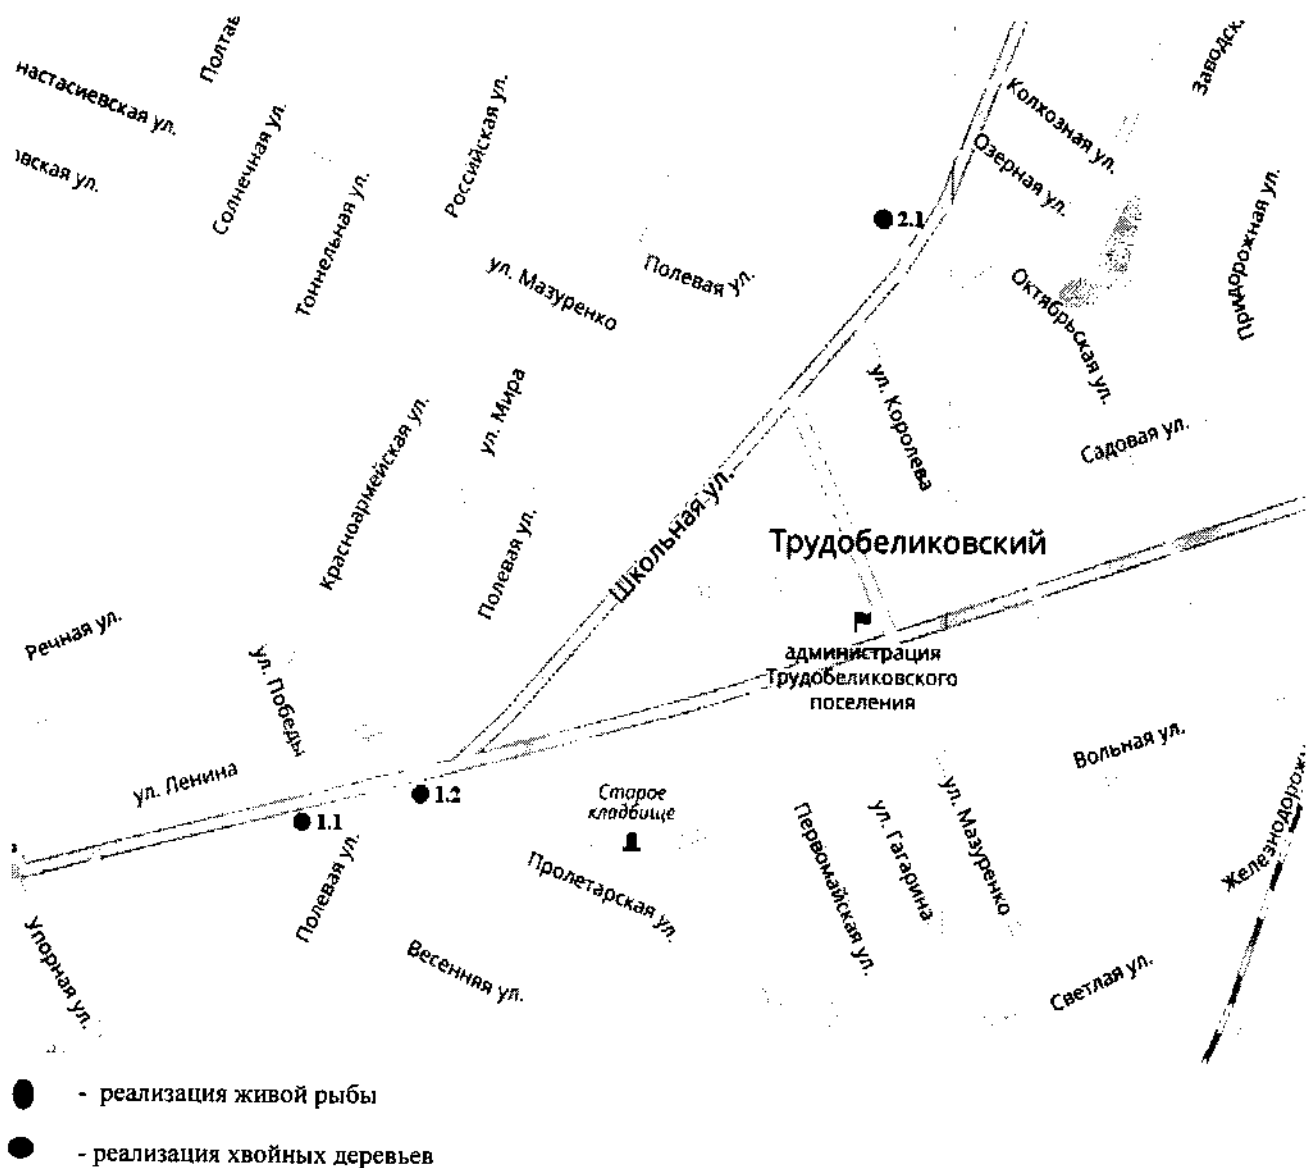 Полтав
настасиевская ул.
овская ул.
Солнечная ул.
Тоннельная ул.
Российская ул.
ул. Мазуренко
Полевая ул.
Заводск
Колхозная ул.
Озерная ул.
2.1
Придорожная ул.
Октябрьская ул.
ул. Королева
Садовая ул.
ул. Мира
Красноармейская ул.
Полевая ул.
Школьная ул.
Трудобеликовский
Речная ул.
ул. Победы
администрация
Трудобеликовского
поселения
ул. Ленина
1.2
1.1
Старое
кладбище
Вольная ул.
Железнодорож
Полевая ул.
Пролетарская ул.
Первомайская ул.
ул. Гагарина
ул. Мазуренко
Упорная ул.
Весенняя ул.
Светлая ул.
- реализация живой рыбы
- реализация хвойных деревьев